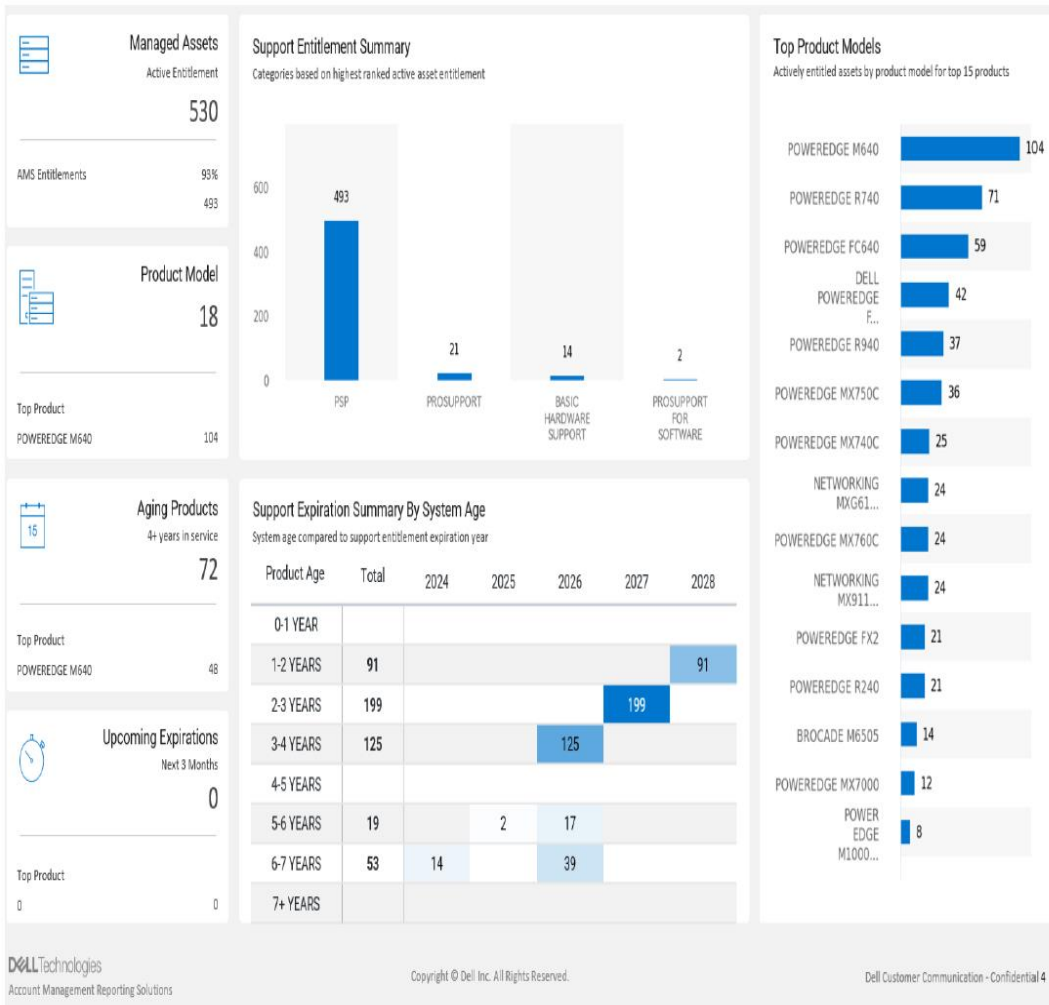 Managed Assets
Active Entitlement
530
AMS Entitlements 93%
493
Product Model
18
Top Product
POWEREDGE M640 104
15
Aging Products
4+ years in service
72
Top Product
POWEREDGE M640 48
Upcoming Expirations
Next 3 Months
0
Top Product
0 0
Support Entitlement Summary
Categories based on highest ranked active asset entitlement
600
400
200
0
493
21
14
2
PSP
PROSUPPORT
BASIC
HARDWARE
SUPPORT
PROSUPPORT
FOR
SOFTWARE
Support Expiration Summary By System Age
System age compared to support entitlement expiration year
Product Age Total 2024 2025 2026 2027 2028
0-1 YEAR
1-2 YEARS 91 91
2-3 YEARS 199 199
3-4 YEARS 125 125
4-5 YEARS
5-6 YEARS 19 2 17
6-7 YEARS 53 14 39
7+ YEARS
Top Product Models
Actively entitled assets by product model for top 15 products
POWEREDGE M640 104
POWEREDGE R740 71
POWEREDGE FC640 59
DELL
POWEREDGE 42
F...
POWEREDGE R940 37
POWEREDGE MX750C 36
POWEREDGE MX740C 25
NETWORKING 24
MXG61...
POWEREDGE MX760C 24
NETWORKING 24
MX911...
POWEREDGE FX2 21
POWEREDGE R240 21
BROCADE M6505 14
POWEREDGE MX7000 12
POWER
EDGE 8
M1000...
DELL Technologies
Account Management Reporting Solutions
Copyright © Dell Inc. All Rights Reserved.
Dell Customer Communication - Confidential 4